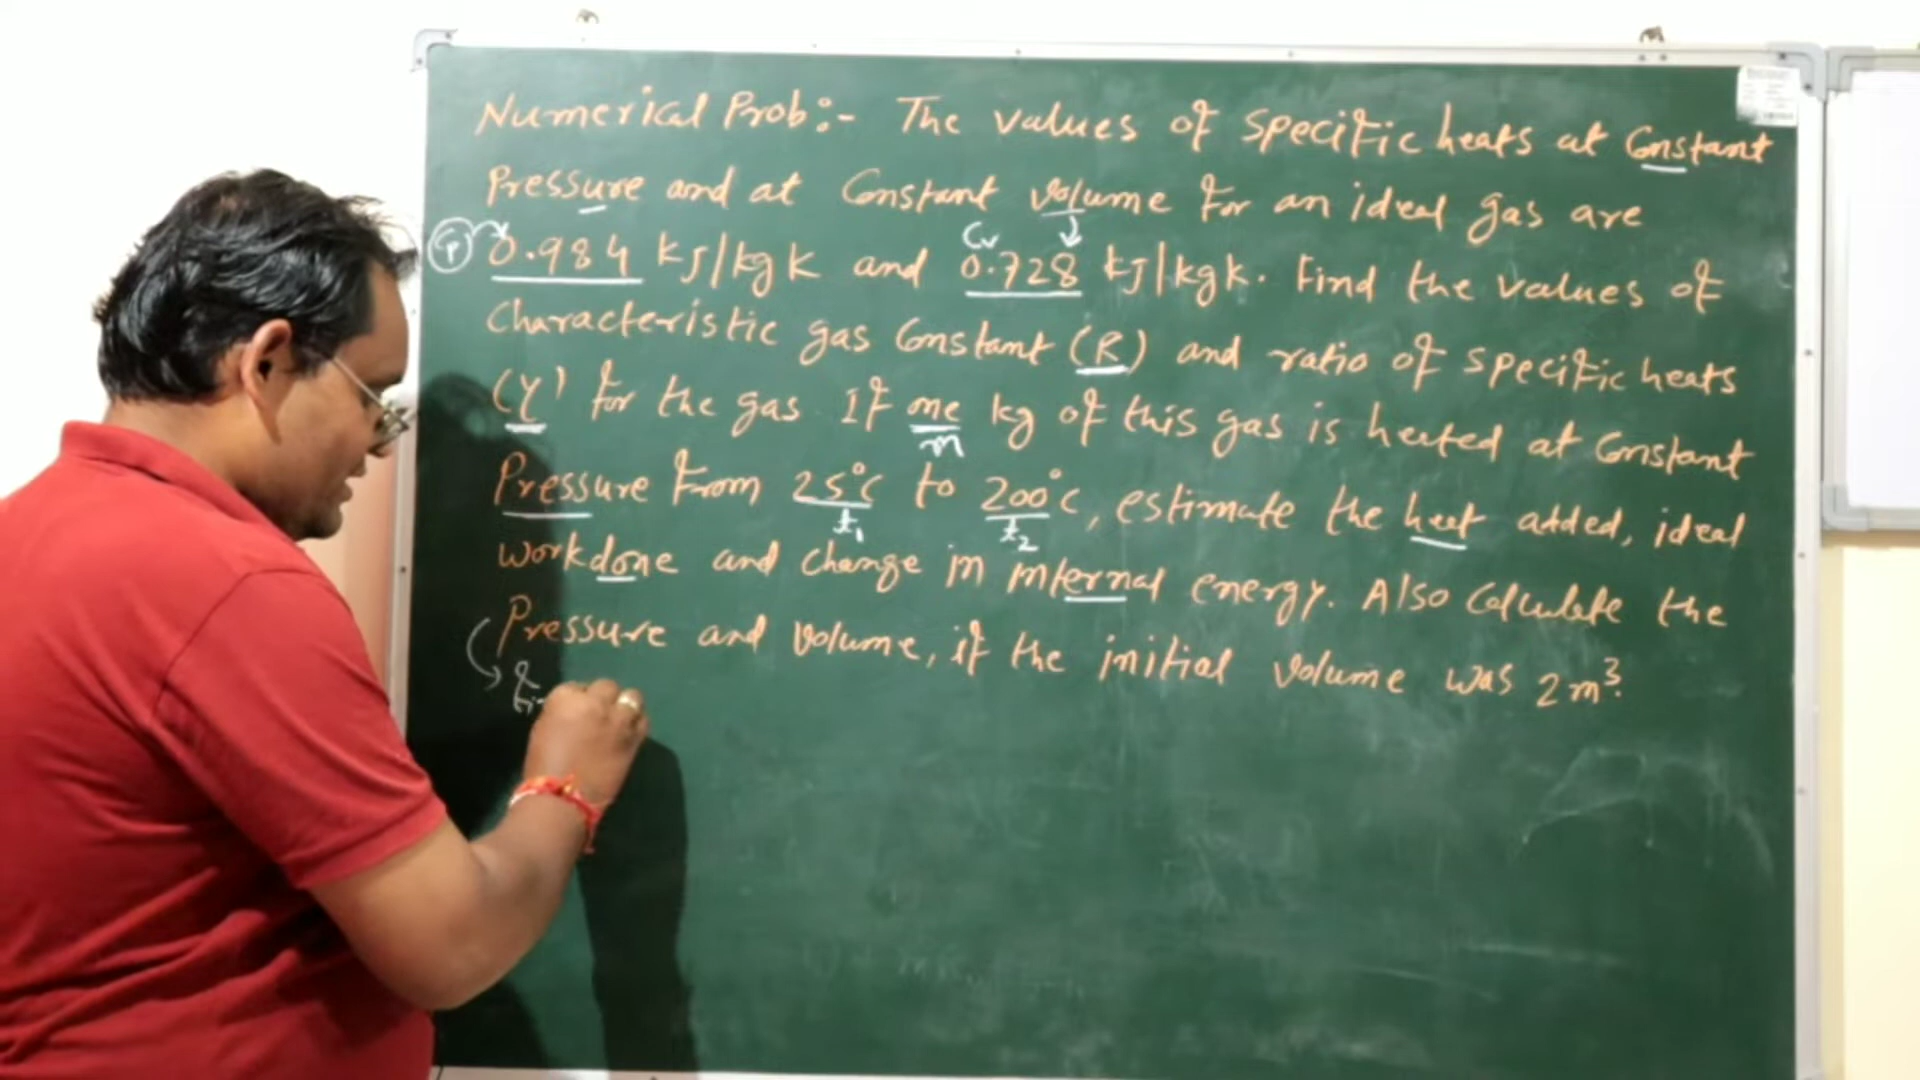 Numerical Prob:- The values of specific heats at Constant
Pressure and at Constant volume for an ideal gas are
Cv
0.984 kJ/kgk and 0.728 kJ/kgk. Find the values of
Characteristic gas Constant (R) and ratio of specific heats
(γ) for the gas. If one kg of this gas is heated at Constant
m
Pressure from 25°C to 200°C, estimate the heat added, ideal
t1 t2
workdone and change in internal energy. Also Calculate the
Pressure and volume, if the initial volume was 2m³.